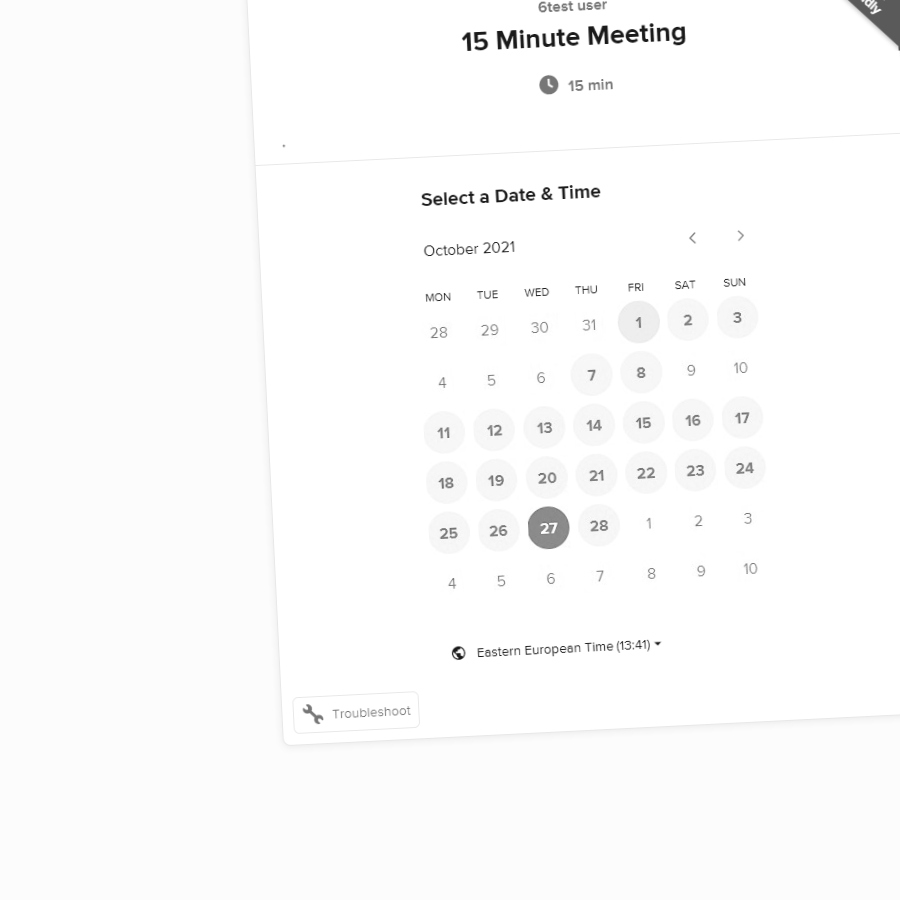 6test user
15 Minute Meeting
15 min
.
Select a Date & Time
October 2021
MON TUE WED THU FRI SAT SUN
28 29 30 31 1 2 3
4 5 6 7 8 9 10
11 12 13 14 15 16 17
18 19 20 21 22 23 24
25 26 27 28 1 2 3
4 5 6 7 8 9 10
Eastern European Time (13:41)
Troubleshoot